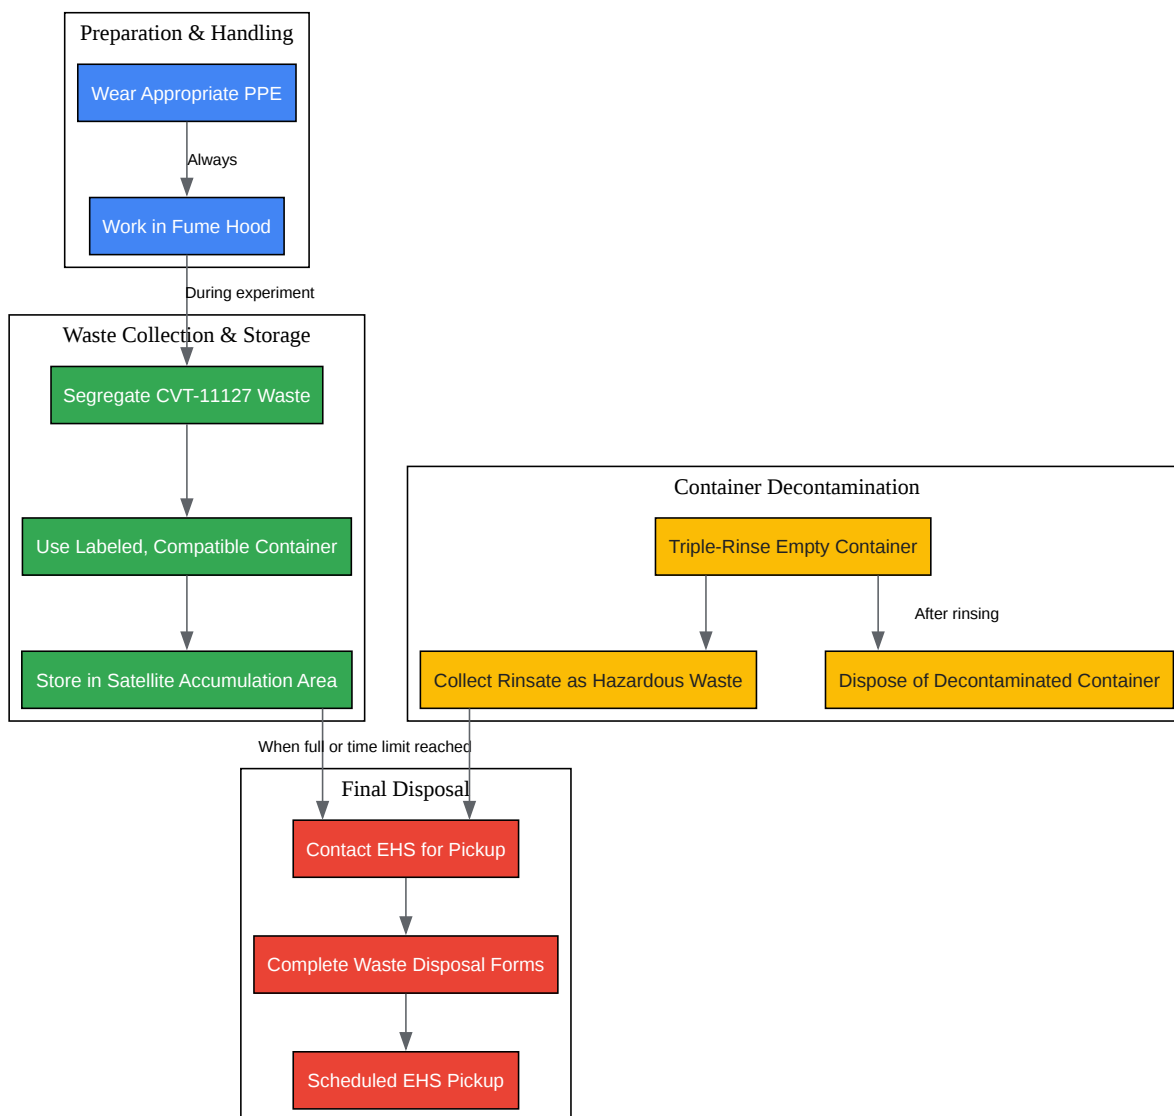 Preparation & Handling
Wear Appropriate PPE
Always
Work in Fume Hood
During experiment
Waste Collection & Storage
Segregate CVT-11127 Waste
Use Labeled, Compatible Container
Store in Satellite Accumulation Area
Container Decontamination
Triple-Rinse Empty Container
After rinsing
Collect Rinsate as Hazardous Waste
Dispose of Decontaminated Container
When full or time limit reached
Final Disposal
Contact EHS for Pickup
Complete Waste Disposal Forms
Scheduled EHS Pickup